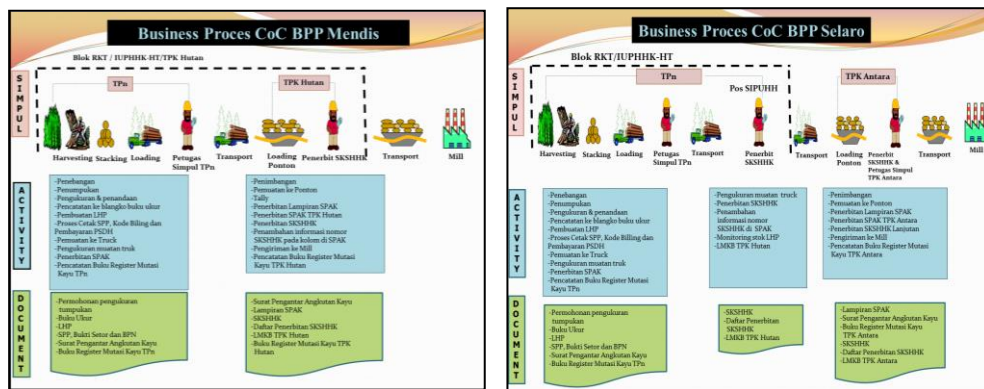 Business Proces CoC BPP Mendis
Blok RKT / IUPHHK-HT/TPK Hutan
SIMPUL
TPn
TPK Hutan
Harvesting
Stacking
Loading
Petugas
Simpul TPn
Transport
Loading
Ponton
Penerbit SKSHHK
Transport
Mill
ACTIVITY
-Penebangan
-Penumpukan
-Pengukuran & penandaan
-Pencatatan ke blangko buku ukur
-Pembuatan LHP
-Proses Cetak SPP, Kode Biling dan
Pembayaran PSDH
-Pemuatan ke Truck
-Pengukuran muatan truk
-Penerbitan SPAK
-Pencatatan Buku Register Mutasi
Kayu TPn
-Penimbangan
-Pemuatan ke Ponton
-Tally
-Penerbitan Lampiran SPAK
-Penerbitan SPAK TPK Hutan
-Penerbitan SKSHHK
-Penambahan informasi nomor
SKSHHK pada kolom di SPAK
-Pengiriman ke Mill
-Pencatatan Buku Register Mutasi
Kayu TPK Hutan
DOCUMENT
-Permohonan pengukuran
tumpukan
-Buku Ukur
-LHP
-SPP, Bukti Setor dan BPN
-Surat Pengantar Angkutan Kayu
-Buku Register Mutasi Kayu TPn
-Surat Pengantar Angkutan Kayu
-Lampiran SPAK
-SKSHHK
-Daftar Penerbitan SKSHHK
-LMKB TPK Hutan
-Buku Register Mutasi Kayu TPK
Hutan
Business Proces CoC BPP Selaro
Blok RKT/IUPHHK-HT
SIMPUL
TPn
Pos SIPUHH
TPK Antara
Harvesting
Stacking
Loading
Petugas
Simpul
TPn
Transport
Penerbit
SKSHHK
Transport
Loading
Ponton
Penerbit
SKSHHK &
Petugas Simpul
TPK Antara
Transport
Mill
ACTIVITY
-Penebangan
-Penumpukan
-Pengukuran & penandaan
-Pencatatan ke blangko buku ukur
-Pembuatan LHP
-Proses Cetak SPP, Kode Billing dan
Pembayaran PSDH
-Pemuatan ke Truck
-Pengukuran muatan truk
-Penerbitan SPAK
-Pencatatan Buku Register Mutasi
Kayu TPn
-Pengukuran muatan truck
-Penerbitan SKSHHK
-Penambahan
informasi nomor
SKSHHK di SPAK
-Monitoring stok LHP
-LMKB TPK Hutan
-Penimbangan
-Pemuatan ke Ponton
-Penerbitan Lampiran SPAK
-Penerbitan SPAK TPK Antara
-Penerbitan SKSHHK Lanjutan
-Pengiriman ke Mill
-Pencatatan Buku Register Mutasi
Kayu TPK Antara
DOCUMENT
-Permohonan pengukuran
tumpukan
-Buku Ukur
-LHP
-SPP, Bukti Setor dan BPN
-Surat Pengantar Angkutan Kayu
-Buku Register Mutasi Kayu TPn
-SKSHHK
-Daftar Penerbitan
SKSHHK
-LMKB TPK Hutan
-Lampiran SPAK
-Surat Pengantar Angkutan Kayu
-Buku Register Mutasi Kayu
TPK Antara
-SKSHHK
-Daftar Penerbitan SKSHHK
-LMKB TPK Antara